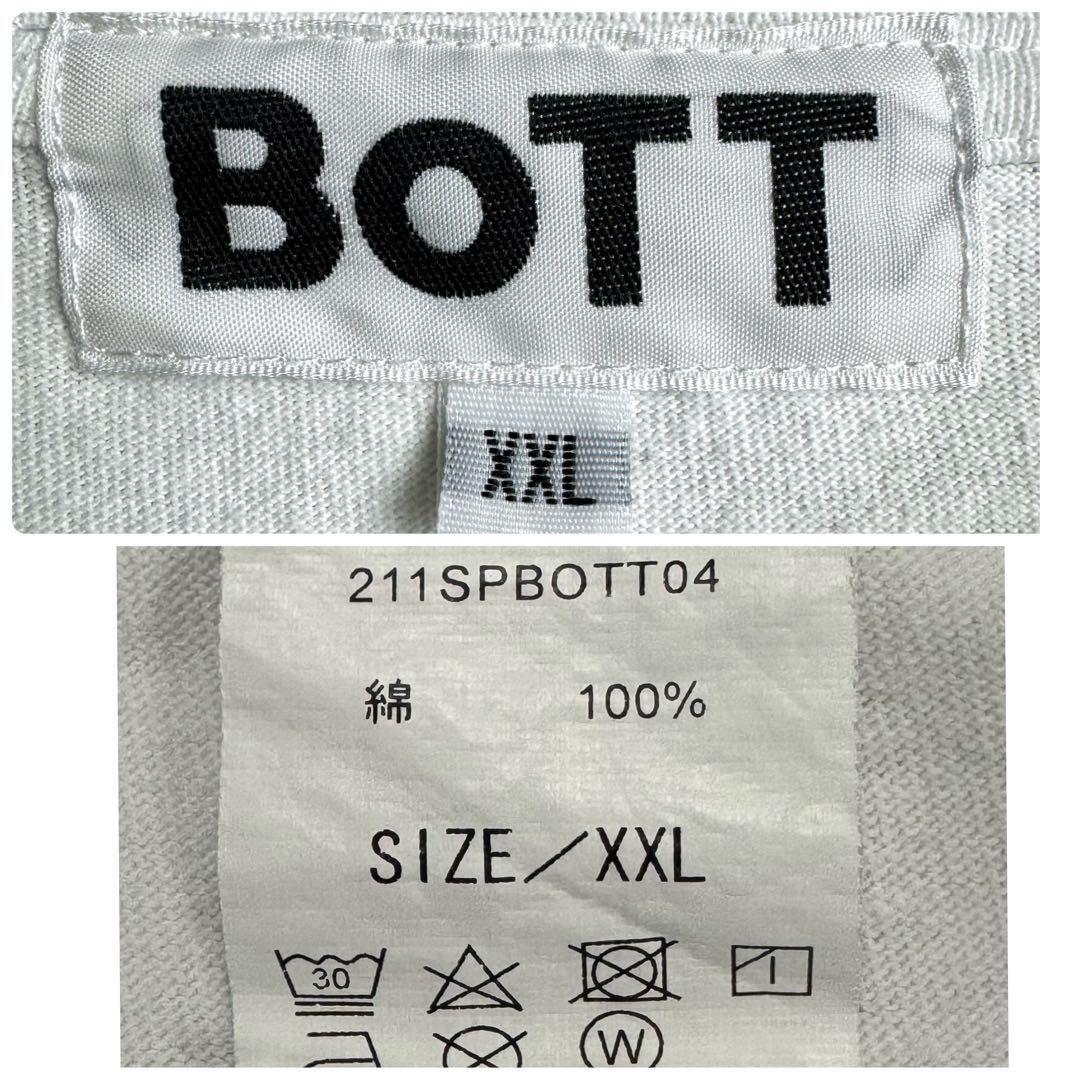 BoTT
XXL
211SPBOTT04
綿 100%
SIZE/XXL
30
W